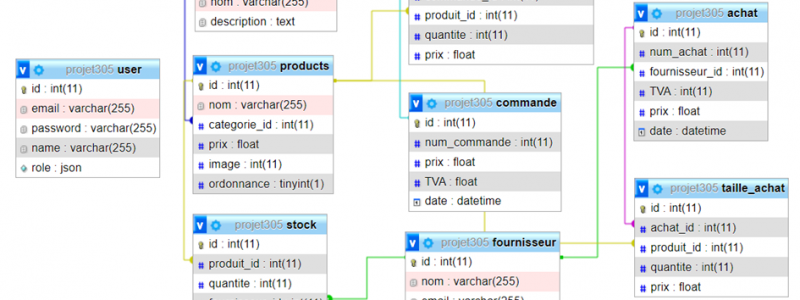 nom : varchar(255)
description : text
produit_id : int(11)
quantite : int(11)
prix : float
projet305 achat
id : int(11)
num_achat : int(11)
fournisseur_id : int(11)
TVA : int(11)
prix : float
date : datetime
projet305 user
id : int(11)
email : varchar(255)
password : varchar(255)
name : varchar(255)
role : json
projet305 products
id : int(11)
nom : varchar(255)
categorie_id : int(11)
prix : float
image : int(11)
ordonnance : tinyint(1)
projet305 commande
id : int(11)
num_commande : int(11)
prix : float
TVA : float
date : datetime
projet305 taille_achat
id : int(11)
achat_id : int(11)
produit_id : int(11)
quantite : int(11)
prix : float
projet305 stock
id : int(11)
produit_id : int(11)
quantite : int(11)
projet305 fournisseur
id : int(11)
nom : varchar(255)